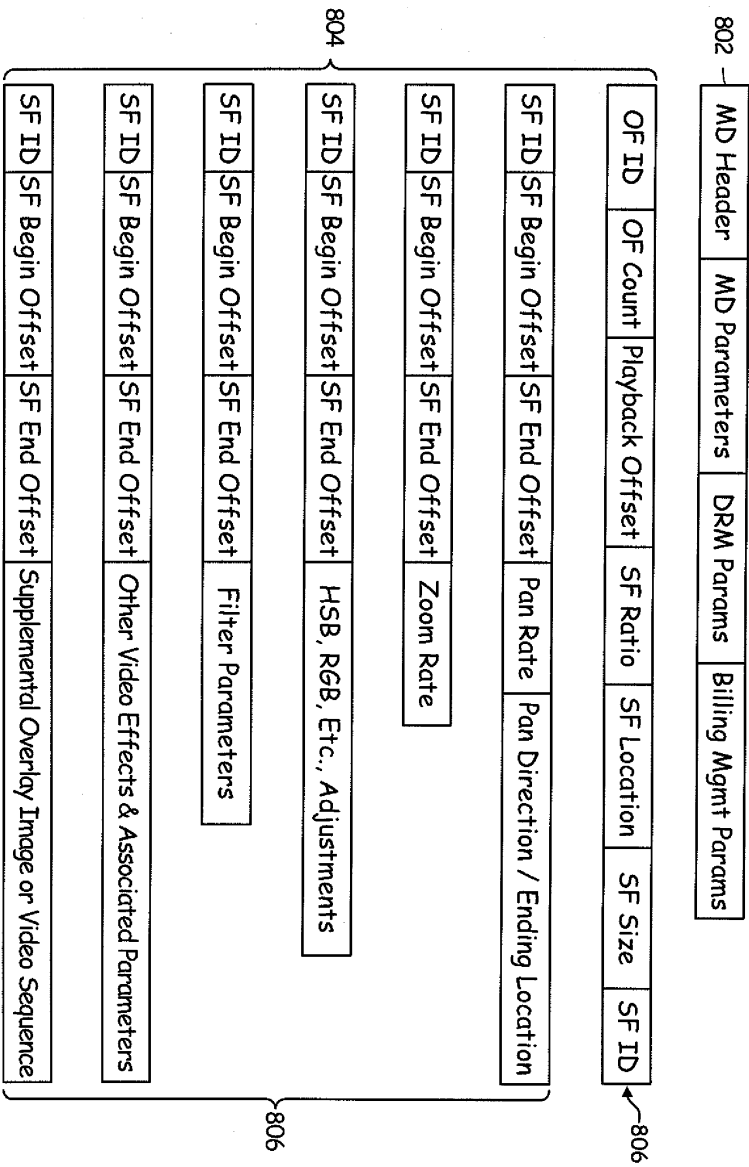 802 MD Header MD Parameters DRM Params Billing Mgmt Params
804
OF ID OF Count Playback Offset SF Ratio SF Location SF Size SF ID 806
SF ID SF Begin Offset SF End Offset Pan Rate Pan Direction / Ending Location
SF ID SF Begin Offset SF End Offset Zoom Rate
SF ID SF Begin Offset SF End Offset HSB, RGB, Etc., Adjustments
SF ID SF Begin Offset SF End Offset Filter Parameters
SF ID SF Begin Offset SF End Offset Other Video Effects & Associated Parameters
SF ID SF Begin Offset SF End Offset Supplemental Overlay Image or Video Sequence
806